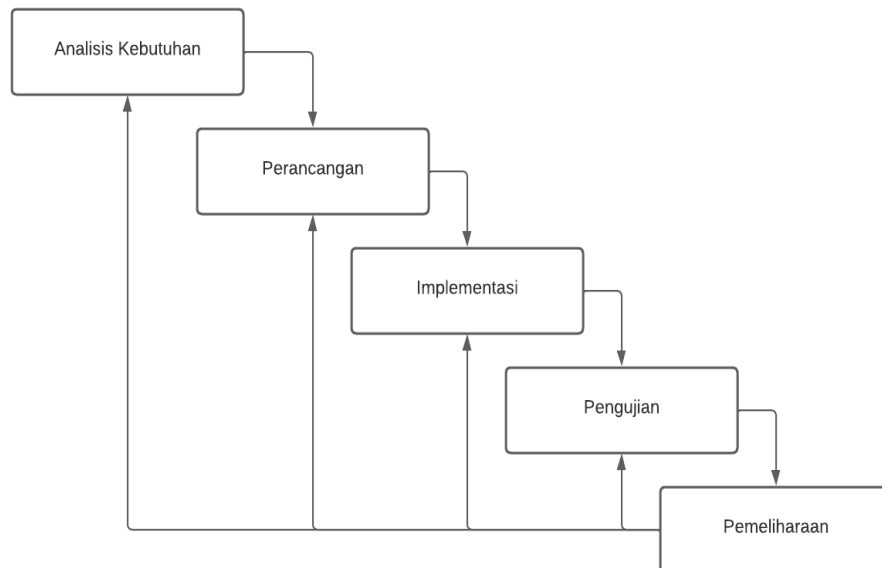 Analisis Kebutuhan
Perancangan
Implementasi
Pengujian
Pemeliharaan